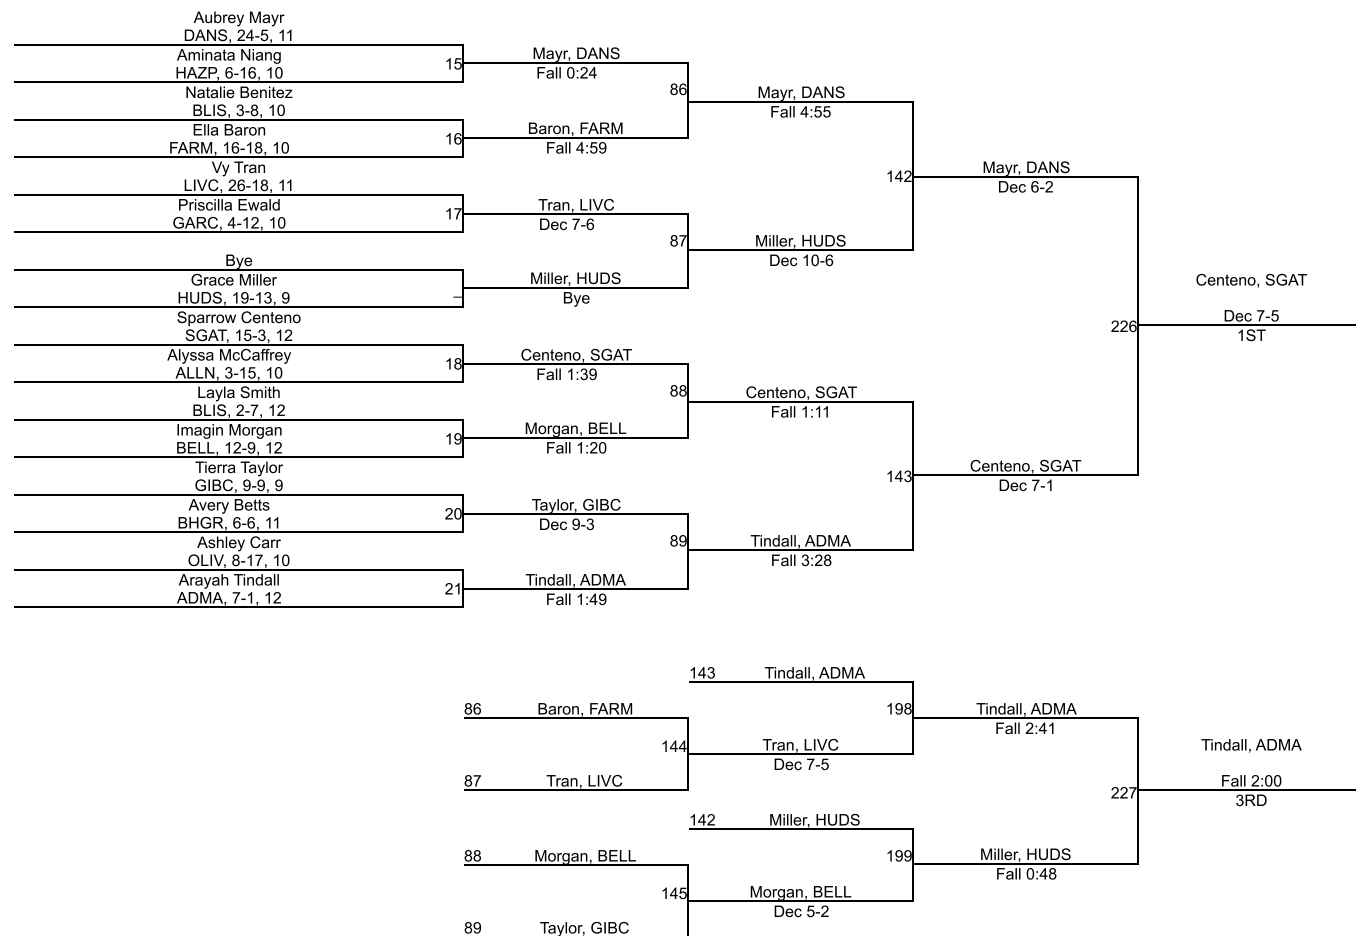 Aubrey Mayr
DANS, 24-5, 11
Aminata Niang
HAZP, 6-16, 10
15
Mayr, DANS
Fall 0:24
Natalie Benitez
BLIS, 3-8, 10
Ella Baron
FARM, 16-18, 10
16
Baron, FARM
Fall 4:59
86
Mayr, DANS
Fall 4:55
Vy Tran
LIVC, 26-18, 11
Priscilla Ewald
GARC, 4-12, 10
17
Tran, LIVC
Dec 7-6
Bye
Grace Miller
HUDS, 19-13, 9
Miller, HUDS
Bye
87
Miller, HUDS
Dec 10-6
142
Mayr, DANS
Dec 6-2
Sparrow Centeno
SGAT, 15-3, 12
Alyssa McCaffrey
ALLN, 3-15, 10
18
Centeno, SGAT
Fall 1:39
Layla Smith
BLIS, 2-7, 12
Imagin Morgan
BELL, 12-9, 12
19
Morgan, BELL
Fall 1:20
88
Centeno, SGAT
Fall 1:11
Tierra Taylor
GIBC, 9-9, 9
Avery Betts
BHGR, 6-6, 11
20
Taylor, GIBC
Dec 9-3
Ashley Carr
OLIV, 8-17, 10
Arayah Tindall
ADMA, 7-1, 12
21
Tindall, ADMA
Fall 1:49
89
Tindall, ADMA
Fall 3:28
143
Centeno, SGAT
Dec 7-1
226
Centeno, SGAT
Dec 7-5
1ST
143
Tindall, ADMA
86
Baron, FARM
87
Tran, LIVC
144
Tran, LIVC
Dec 7-5
198
Tindall, ADMA
Fall 2:41
142
Miller, HUDS
88
Morgan, BELL
89
Taylor, GIBC
145
Morgan, BELL
Dec 5-2
199
Miller, HUDS
Fall 0:48
227
Tindall, ADMA
Fall 2:00
3RD